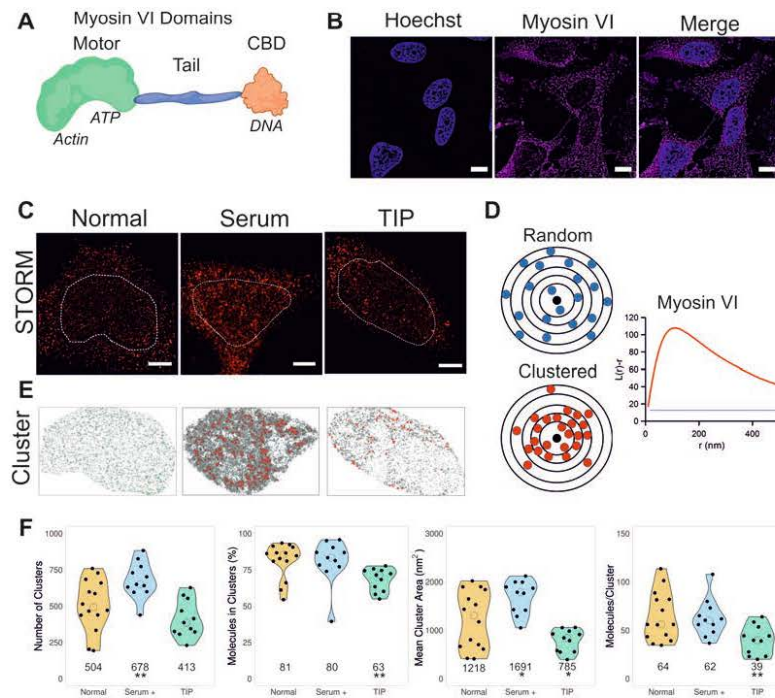 A
Myosin VI Domains
Motor
Tail
CBD
ATP
Actin
DNA
B
Hoechst
Myosin VI
Merge
C
Normal
Serum
TIP
STORM
D
Random
Clustered
Myosin VI
L(r)-r
120
100
80
60
40
20
0
0
200
400
r (nm)
E
Cluster
F
Number of Clusters
1000
750
500
250
0
504
678
413
**
Normal
Serum +
TIP
Molecules in Clusters (%)
100
75
50
25
0
81
80
63
**
Normal
Serum +
TIP
Mean Cluster Area (nm²)
3000
2000
1000
0
1218
1691
785
*
*
Normal
Serum +
TIP
Molecules/Cluster
150
100
50
0
64
62
39
**
Normal
Serum +
TIP